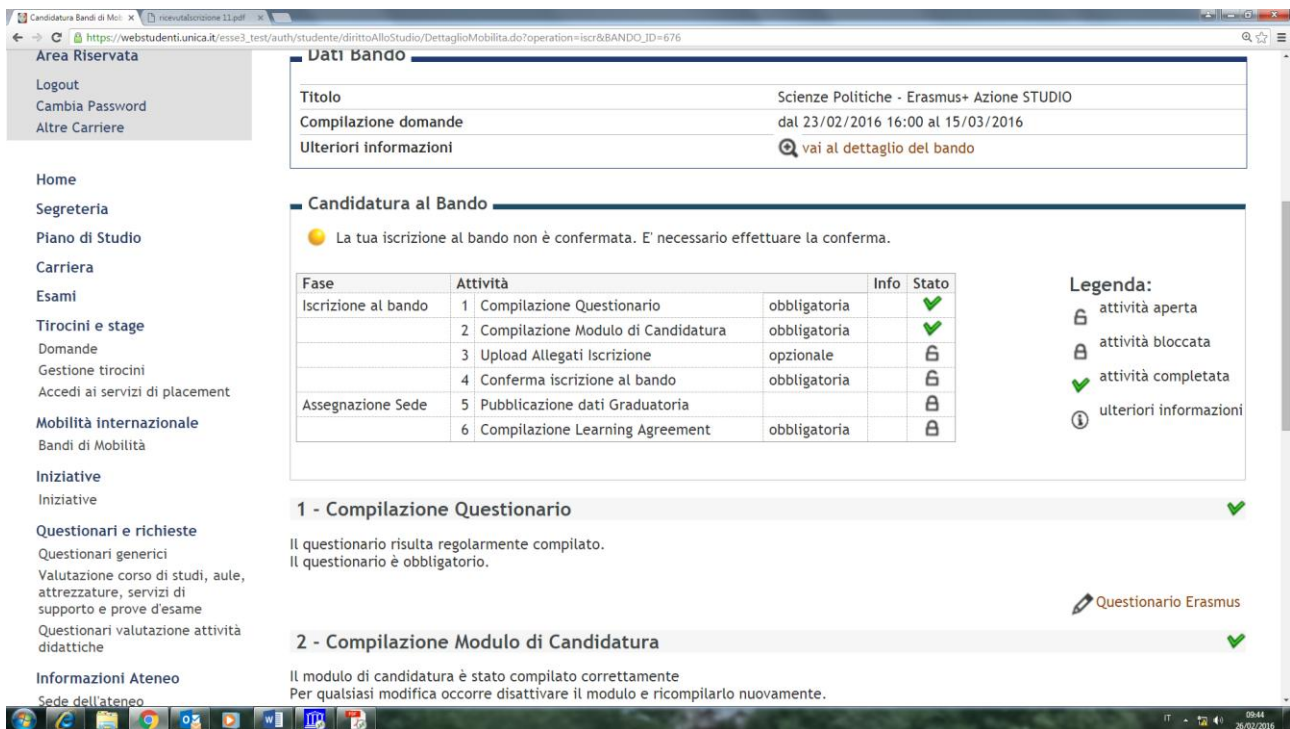 Candidatura Bandi di Mob
ricevutaIscrizione 11.pdf
https://webstudenti.unica.it/esse3_test/auth/studente/dirittoAlloStudio/DettaglioMobilita.do?operation=iscr&BANDO_ID=676
Area Riservata
Logout
Cambia Password
Altre Carriere
Home
Segreteria
Piano di Studio
Carriera
Esami
Tirocini e stage
Domande
Gestione tirocini
Accedi ai servizi di placement
Mobilità internazionale
Bandi di Mobilità
Iniziative
Iniziative
Questionari e richieste
Questionari generici
Valutazione corso di studi, aule,
attrezzature, servizi di
supporto e prove d'esame
Questionari valutazione attività
didattiche
Informazioni Ateneo
Sede dell'ateneo
Dati Bando
Titolo Scienze Politiche - Erasmus+ Azione STUDIO
Compilazione domande dal 23/02/2016 16:00 al 15/03/2016
Ulteriori informazioni vai al dettaglio del bando
Candidatura al Bando
La tua iscrizione al bando non è confermata. E' necessario effettuare la conferma.
Fase Attività Info Stato
Iscrizione al bando 1 Compilazione Questionario obbligatoria
2 Compilazione Modulo di Candidatura obbligatoria
3 Upload Allegati Iscrizione opzionale
4 Conferma iscrizione al bando obbligatoria
Assegnazione Sede 5 Pubblicazione dati Graduatoria
6 Compilazione Learning Agreement obbligatoria
Legenda:
attività aperta
attività bloccata
attività completata
ulteriori informazioni
1 - Compilazione Questionario
Il questionario risulta regolarmente compilato.
Il questionario è obbligatorio.
Questionario Erasmus
2 - Compilazione Modulo di Candidatura
Il modulo di candidatura è stato compilato correttamente
Per qualsiasi modifica occorre disattivare il modulo e ricompilarlo nuovamente.
IT
09:44
26/02/2016